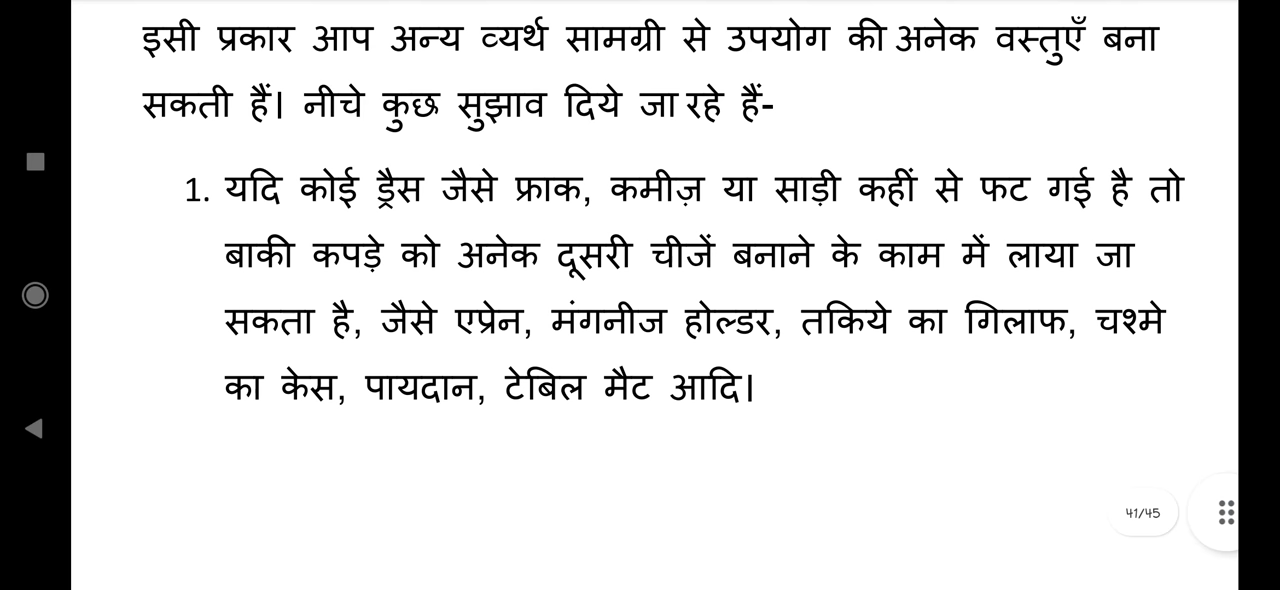 इसी प्रकार आप अन्य व्यर्थ सामग्री से उपयोग की अनेक वस्तुएँ बना
सकती हैं। नीचे कुछ सुझाव दिये जा रहे हैं-
1. यदि कोई ड्रैस जैसे फ्राक, कमीज़ या साड़ी कहीं से फट गई है तो
बाकी कपड़े को अनेक दूसरी चीजें बनाने के काम में लाया जा
सकता है, जैसे एप्रेन, मंगनीज होल्डर, तकिये का गिलाफ, चश्मे
का केस, पायदान, टेबिल मैट आदि।
41/45